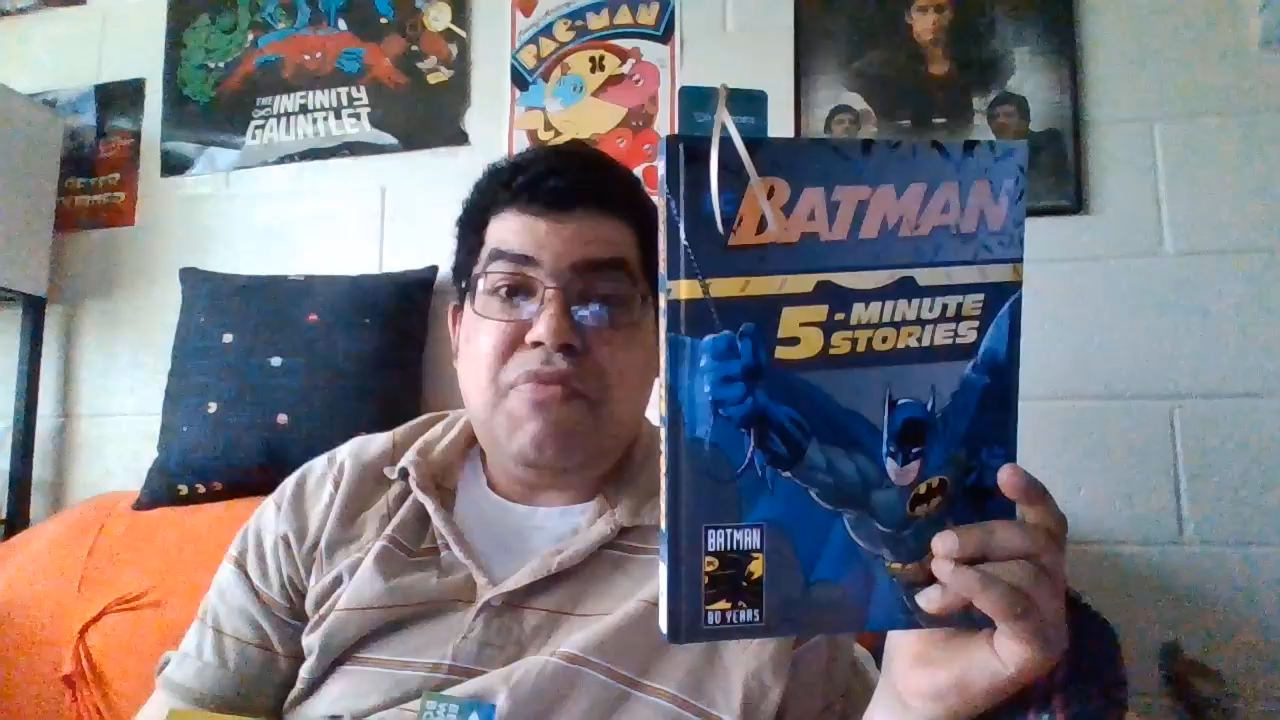 THE
INFINITY
GAUNTLET
PAC-MAN
BATMAN
5-MINUTE
STORIES
BATMAN
80 YEARS